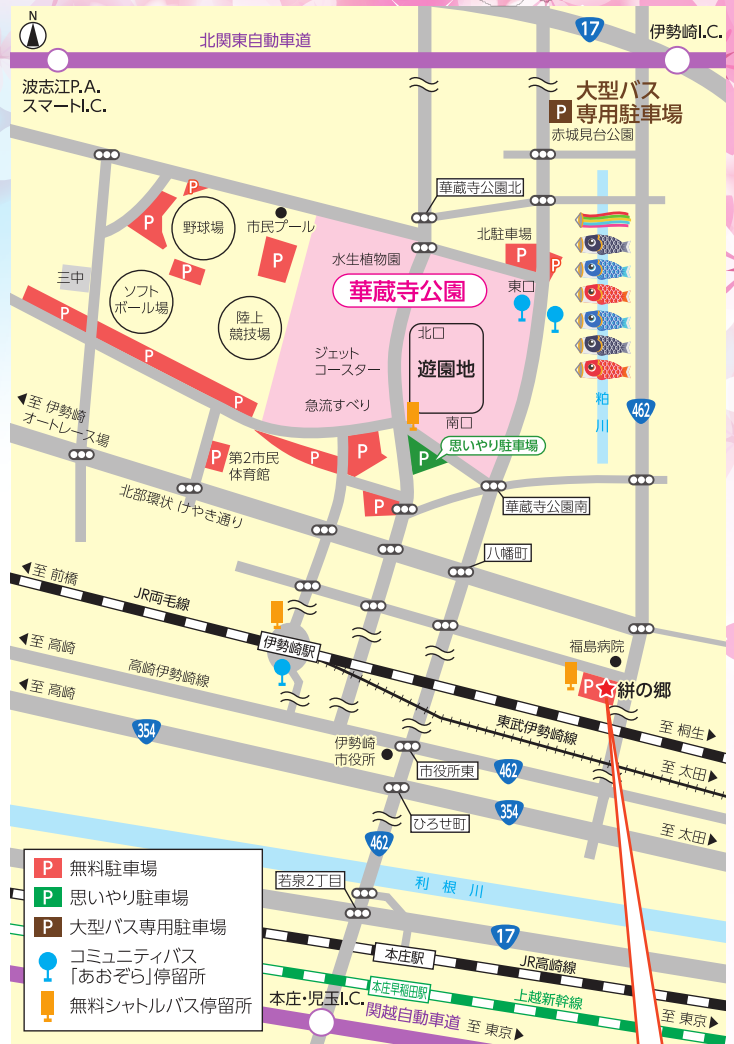 N
17
北関東自動車道
伊勢崎I.C.
波志江P.A.
スマートI.C.
大型バス
P 専用駐車場
赤城見台公園
華蔵寺公園北
P
野球場
市民プール
P
P
P
水生植物園
北駐車場
P
P
三中
ソフト
ボール場
華蔵寺公園
東口
P
陸上
競技場
北口
遊園地
ジェット
コースター
P
急流すべり
南口
粕川
462
至 伊勢崎
オートレース場
P
P
第2市民
体育館
P
P
P
思いやり駐車場
北部環状 けやき通り
P
華蔵寺公園南
八幡町
至 前橋
JR両毛線
伊勢崎駅
福島病院
至 高崎
高崎伊勢崎線
P
絣の郷
至 高崎
354
東武伊勢崎線
至 桐生
至 太田
伊勢崎
市役所
市役所東
462
354
ひろせ町
至 太田
462
利根川
若泉2丁目
17
本庄駅
JR高崎線
本庄早稲田駅
上越新幹線
本庄・児玉I.C.
関越自動車道
至 東京
至 東京
P 無料駐車場
P 思いやり駐車場
P 大型バス専用駐車場
コミュニティバス
「あおぞら」停留所
無料シャトルバス停留所